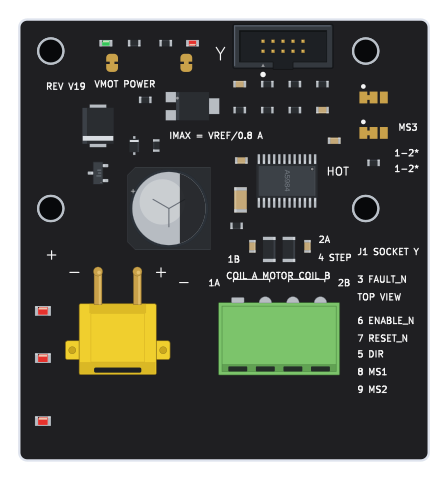 Y
REV V19 VMOT POWER
IMAX = VREF/0.8 A
MS3
1-2*
1-2*
A5984
HOT
+
2A
1B
4 STEP
J1 SOCKET Y
− + −
1A
COIL A MOTOR COIL B
2B
3 FAULT_N
TOP VIEW
6 ENABLE_N
7 RESET_N
5 DIR
8 MS1
9 MS2